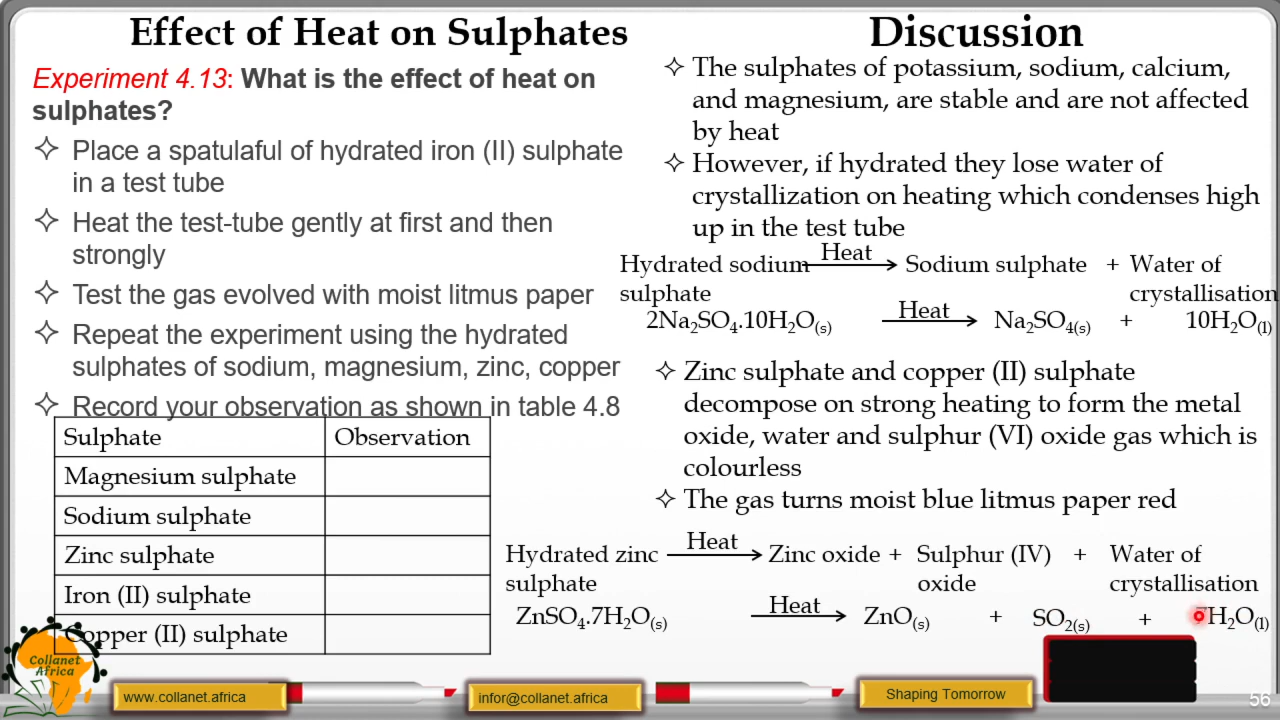 Effect of Heat on Sulphates
Experiment 4.13: What is the effect of heat on
sulphates?
✧ Place a spatulaful of hydrated iron (II) sulphate
in a test tube
✧ Heat the test-tube gently at first and then
strongly
✧ Test the gas evolved with moist litmus paper
✧ Repeat the experiment using the hydrated
sulphates of sodium, magnesium, zinc, copper
✧ Record your observation as shown in table 4.8
Sulphate Observation
Magnesium sulphate
Sodium sulphate
Zinc sulphate
Iron (II) sulphate
Copper (II) sulphate
Discussion
✧ The sulphates of potassium, sodium, calcium,
and magnesium, are stable and are not affected
by heat
✧ However, if hydrated they lose water of
crystallization on heating which condenses high
up in the test tube
Hydrated sodium Heat Sodium sulphate + Water of
sulphate crystallisation
2Na₂SO₄.10H₂O₍ₛ₎ Heat Na₂SO₄₍ₛ₎ + 10H₂O₍ₗ₎
✧ Zinc sulphate and copper (II) sulphate
decompose on strong heating to form the metal
oxide, water and sulphur (VI) oxide gas which is
colourless
✧ The gas turns moist blue litmus paper red
Hydrated zinc Heat Zinc oxide + Sulphur (IV) + Water of
sulphate oxide crystallisation
ZnSO₄.7H₂O₍ₛ₎ Heat ZnO₍ₛ₎ + SO₂₍ₛ₎ + 7H₂O₍ₗ₎
Collanet
Africa
www.collanet.africa
infor@collanet.africa
Shaping Tomorrow
56